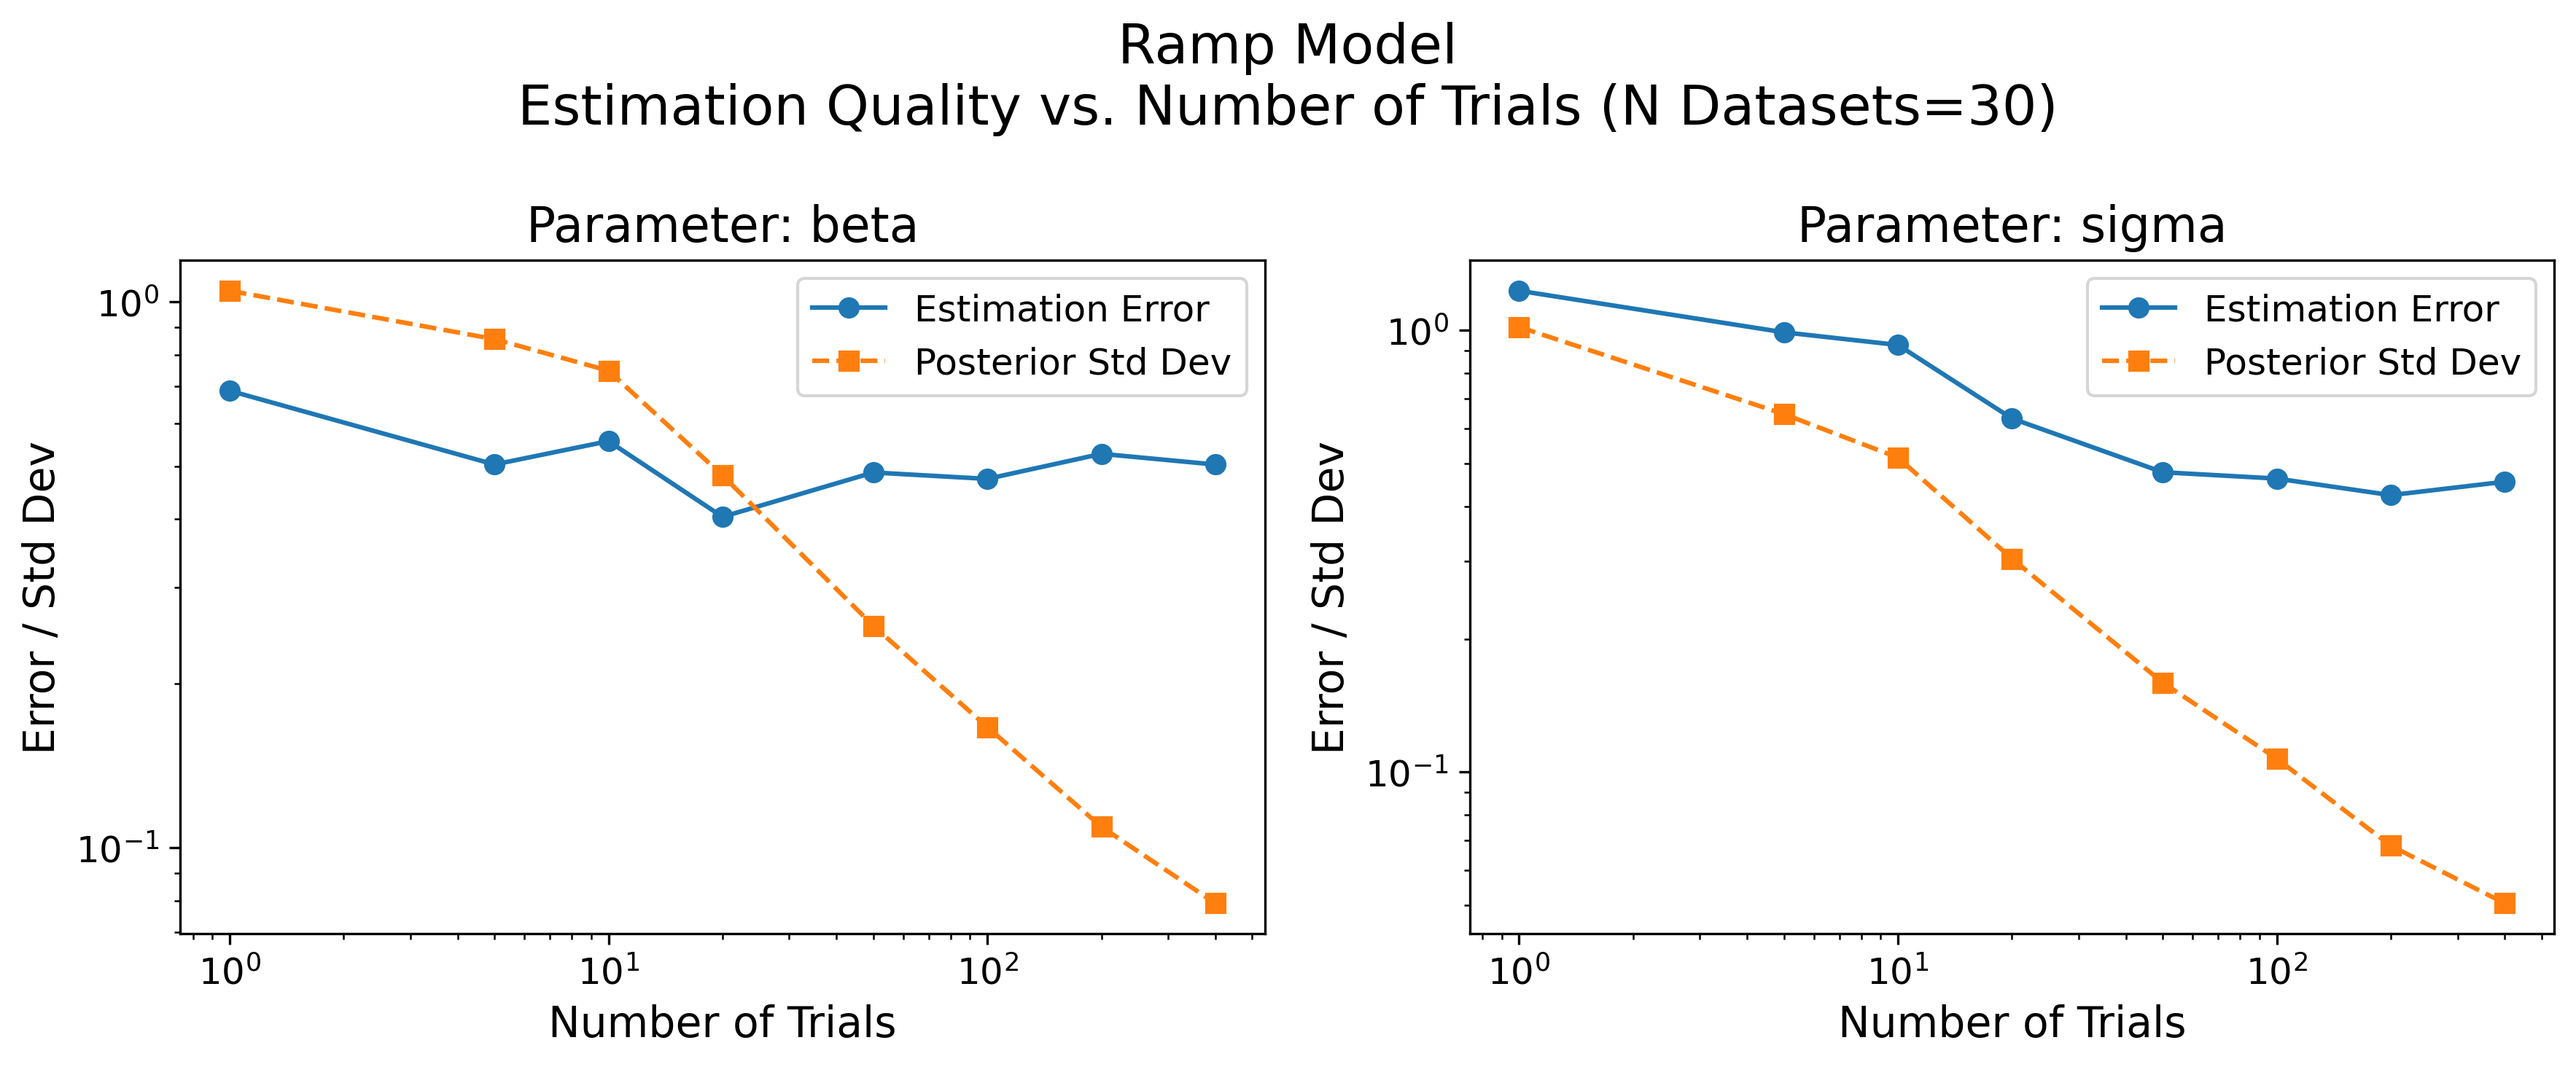 Ramp Model
Estimation Quality vs. Number of Trials (N Datasets=30)
Parameter: beta
Estimation Error
Posterior Std Dev
Error / Std Dev
10⁰
10⁻¹
10⁰
10¹
10²
Number of Trials
Parameter: sigma
Estimation Error
Posterior Std Dev
Error / Std Dev
10⁰
10⁻¹
10⁰
10¹
10²
Number of Trials